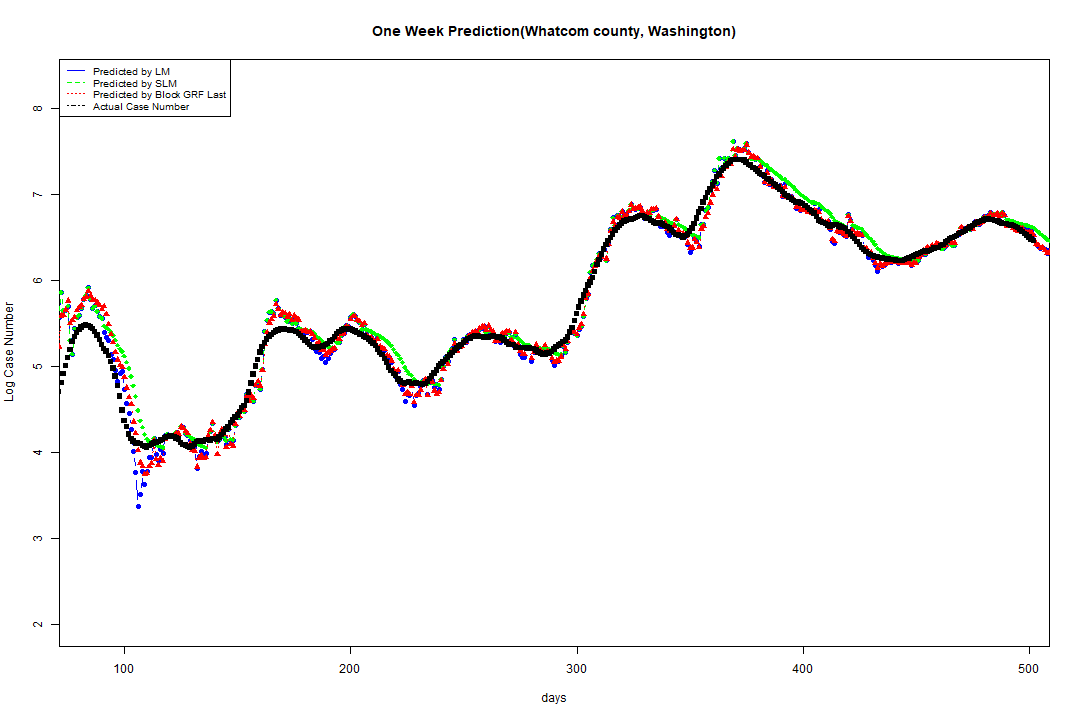 One Week Prediction(Whatcom county, Washington)
Predicted by LM
Predicted by SLM
Predicted by Block GRF Last
Actual Case Number
8
7
6
5
4
3
2
Log Case Number
100 200 300 400 500
days